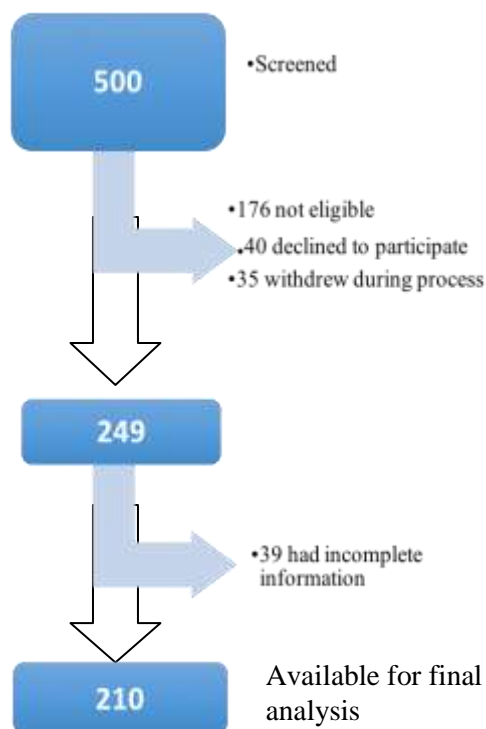 500
•Screened
•176 not eligible
•40 declined to participate
•35 withdrew during process
249
•39 had incomplete
information
210
Available for final
analysis